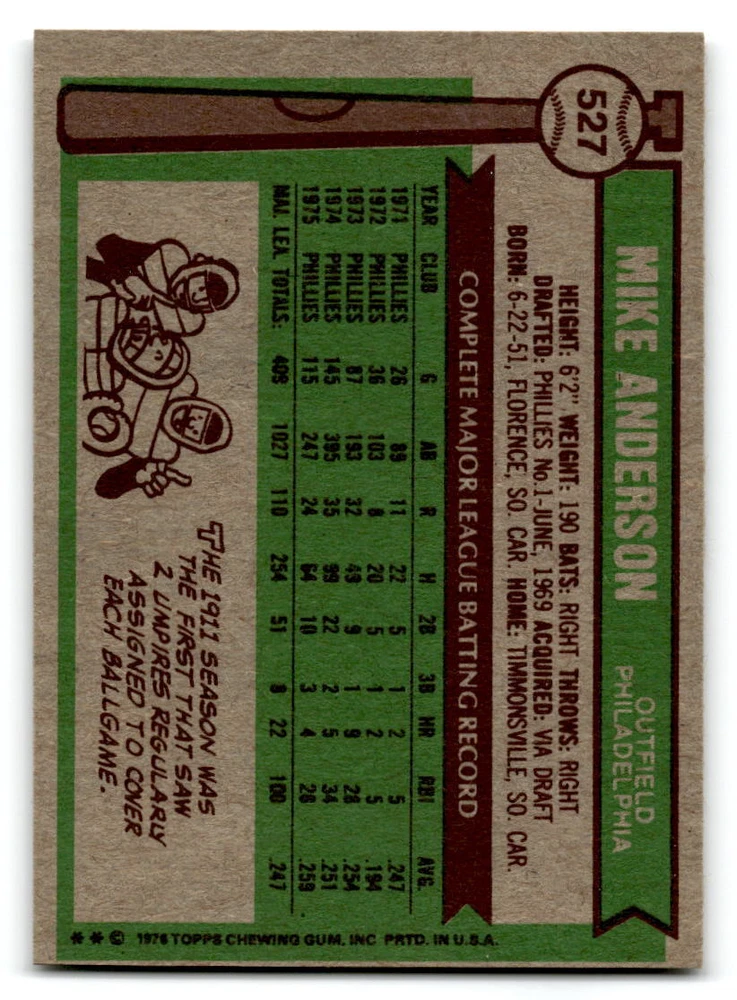 527
MIKE ANDERSON
OUTFIELD
PHILADELPHIA
HEIGHT: 6'2" WEIGHT: 190 BATS: RIGHT THROWS: RIGHT
DRAFTED: PHILLIES No.1-JUNE, 1969 ACQUIRED: VIA DRAFT
BORN: 6-22-51, FLORENCE, SO. CAR. HOME: TIMMONSVILLE, SO. CAR.
COMPLETE MAJOR LEAGUE BATTING RECORD
YEAR CLUB G AB R H 2B 3B HR RBI AVG.
1971 PHILLIES 26 89 11 22 5 1 2 5 .247
1972 PHILLIES 36 103 8 20 5 1 2 5 .194
1973 PHILLIES 87 193 32 49 9 1 9 28 .254
1974 PHILLIES 145 395 35 99 22 2 5 34 .251
1975 PHILLIES 115 247 24 64 10 3 4 28 .259
MAJ. LEA. TOTALS: 409 1027 110 254 51 8 22 100 .247
THE 1911 SEASON WAS
THE FIRST THAT SAW
2 UMPIRES REGULARLY
ASSIGNED TO COVER
EACH BALLGAME.
* * © 1976 TOPPS CHEWING GUM, INC PRTD. IN U.S.A.